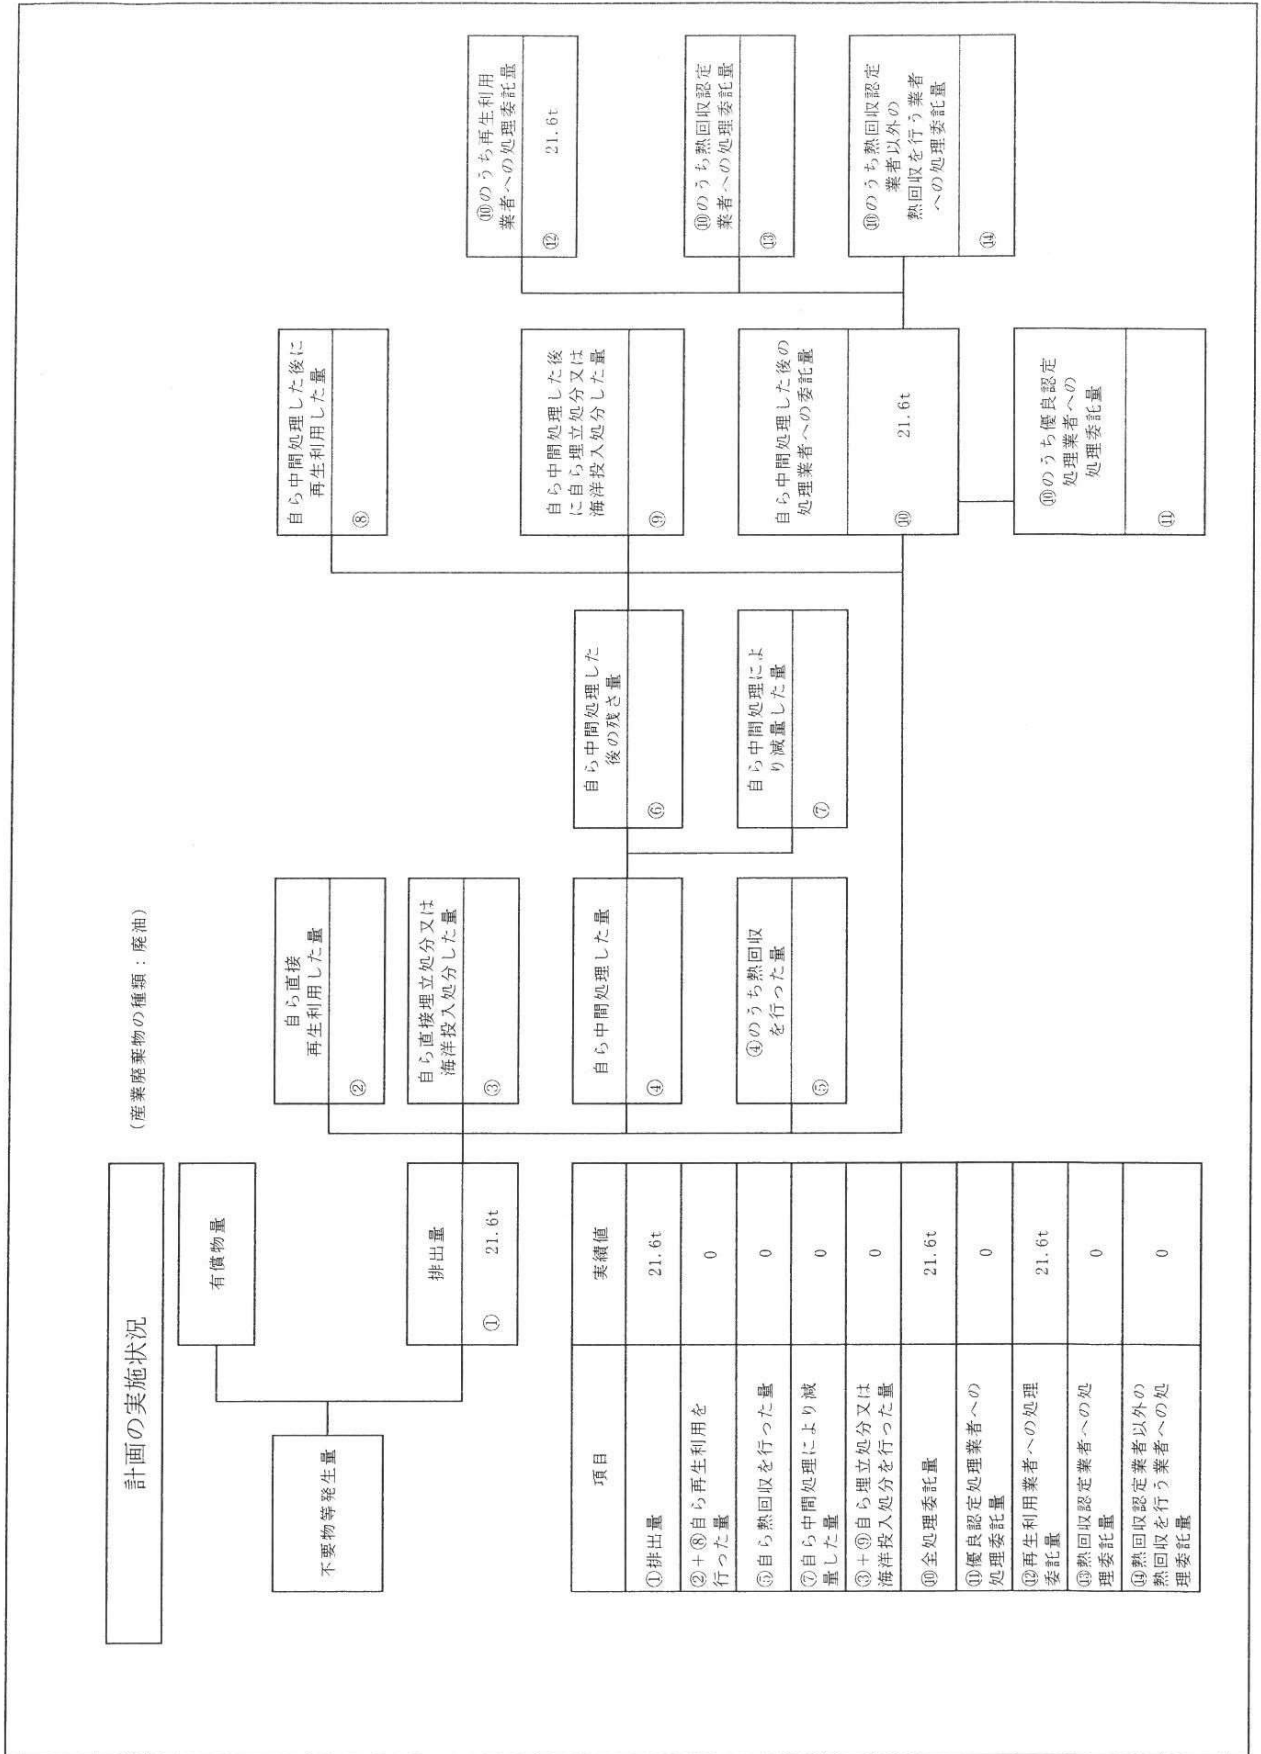 計画の実施状況
(産業廃棄物の種類:廃油)
不要物等発生量
有償物量
排出量
① 21.6t
自ら直接
再生利用した量
②
自ら直接埋立処分又は
海洋投入処分した量
③
自ら中間処理した量
④
④のうち熱回収
を行った量
⑤
自ら中間処理した
後の残さ量
⑥
自ら中間処理によ
り減量した量
⑦
自ら中間処理した後に
再生利用した量
⑧
自ら中間処理した後
に自ら埋立処分又は
海洋投入処分した量
⑨
自ら中間処理した後の
処理業者への委託量
⑩ 21.6t
⑩のうち優良認定
処理業者への
処理委託量
⑪
⑩のうち再生利用
業者への処理委託量
⑫ 21.6t
⑩のうち熱回収認定
業者への処理委託量
⑬
⑩のうち熱回収認定
業者以外の
熱回収を行う業者
への処理委託量
⑭
項目 実績値
①排出量 21.6t
②+⑧自ら再生利用を
行った量 0
⑤自ら熱回収を行った量 0
⑦自ら中間処理により減
量した量 0
③+⑨自ら埋立処分又は
海洋投入処分を行った量 0
⑩全処理委託量 21.6t
⑪優良認定処理業者への
処理委託量 0
⑫再生利用業者への処理
委託量 21.6t
⑬熱回収認定業者への処
理委託量 0
⑭熱回収認定業者以外の
熱回収を行う業者への処
理委託量 0